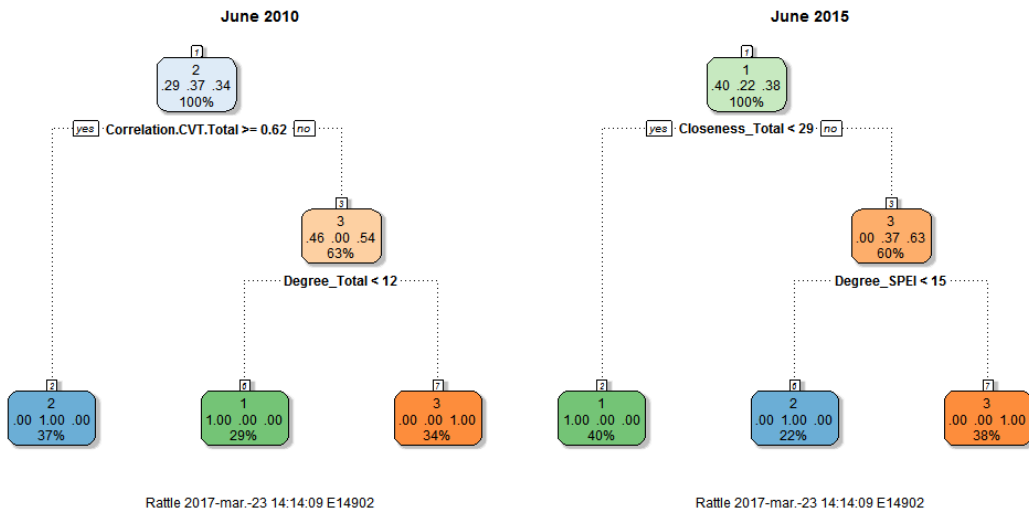 June 2010
1
2
.29 .37 .34
100%
yes Correlation.CVT.Total >= 0.62 no
3
3
.46 .00 .54
63%
Degree_Total < 12
2
2
.00 1.00 .00
37%
6
1
1.00 .00 .00
29%
7
3
.00 .00 1.00
34%
Rattle 2017-mar.-23 14:14:09 E14902
June 2015
1
1
.40 .22 .38
100%
yes Closeness_Total < 29 no
3
3
.00 .37 .63
60%
Degree_SPEI < 15
2
1
1.00 .00 .00
40%
6
2
.00 1.00 .00
22%
7
3
.00 .00 1.00
38%
Rattle 2017-mar.-23 14:14:09 E14902